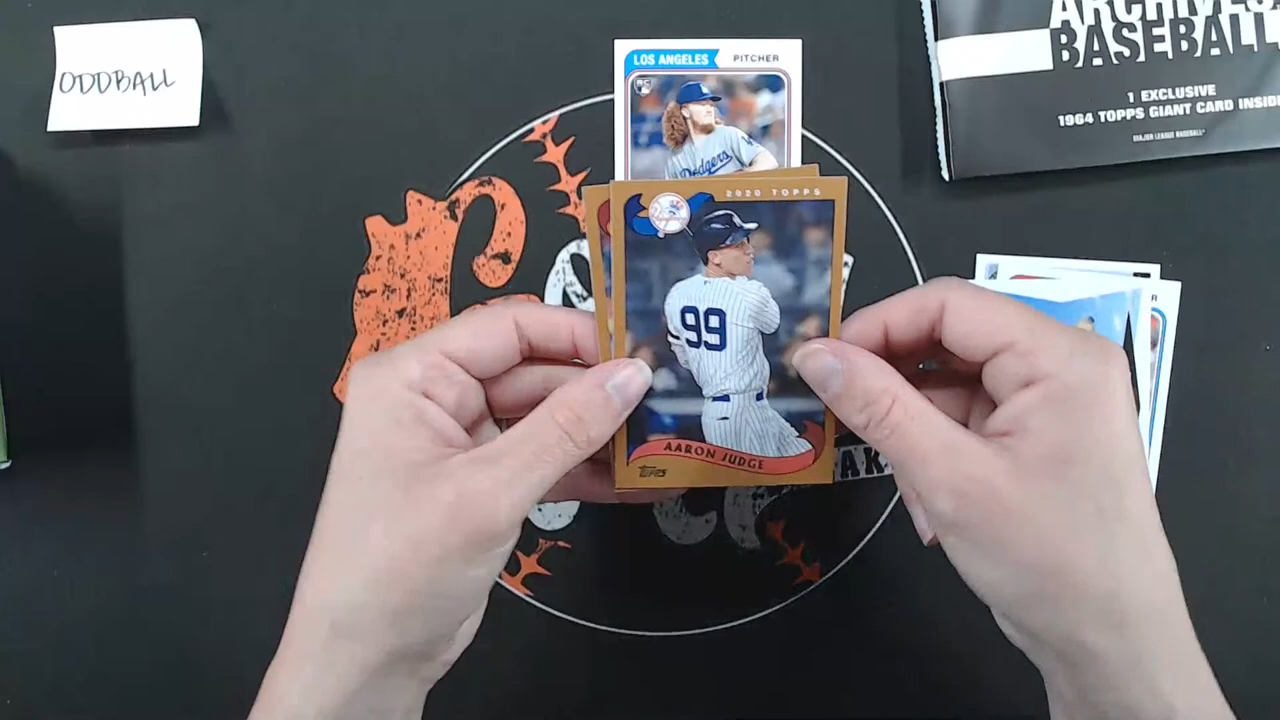 ODDBALL
LOS ANGELES PITCHER
RC
Dodgers
ARCHIVES
BASEBALL
1 EXCLUSIVE
1964 TOPPS GIANT CARD INSIDE
MAJOR LEAGUE BASEBALL
2020 TOPPS
99
AARON JUDGE
TOPPS